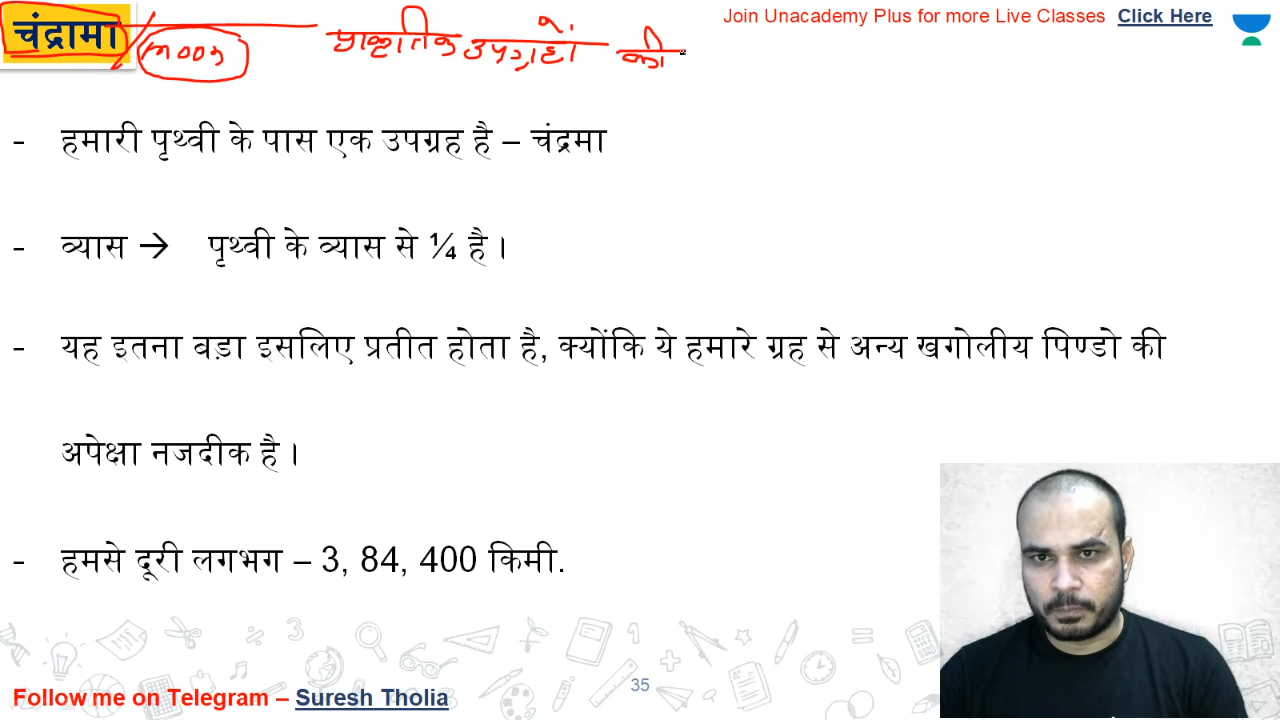 चंद्रामा / moon प्राकृतिक उपग्रहों की
Join Unacademy Plus for more Live Classes Click Here
- हमारी पृथ्वी के पास एक उपग्रह है – चंद्रमा
- व्यास → पृथ्वी के व्यास से ¼ है।
- यह इतना बड़ा इसलिए प्रतीत होता है, क्योंकि ये हमारे ग्रह से अन्य खगोलीय पिण्डो की
अपेक्षा नजदीक है।
- हमसे दूरी लगभग – 3, 84, 400 किमी.
35
Follow me on Telegram – Suresh Tholia